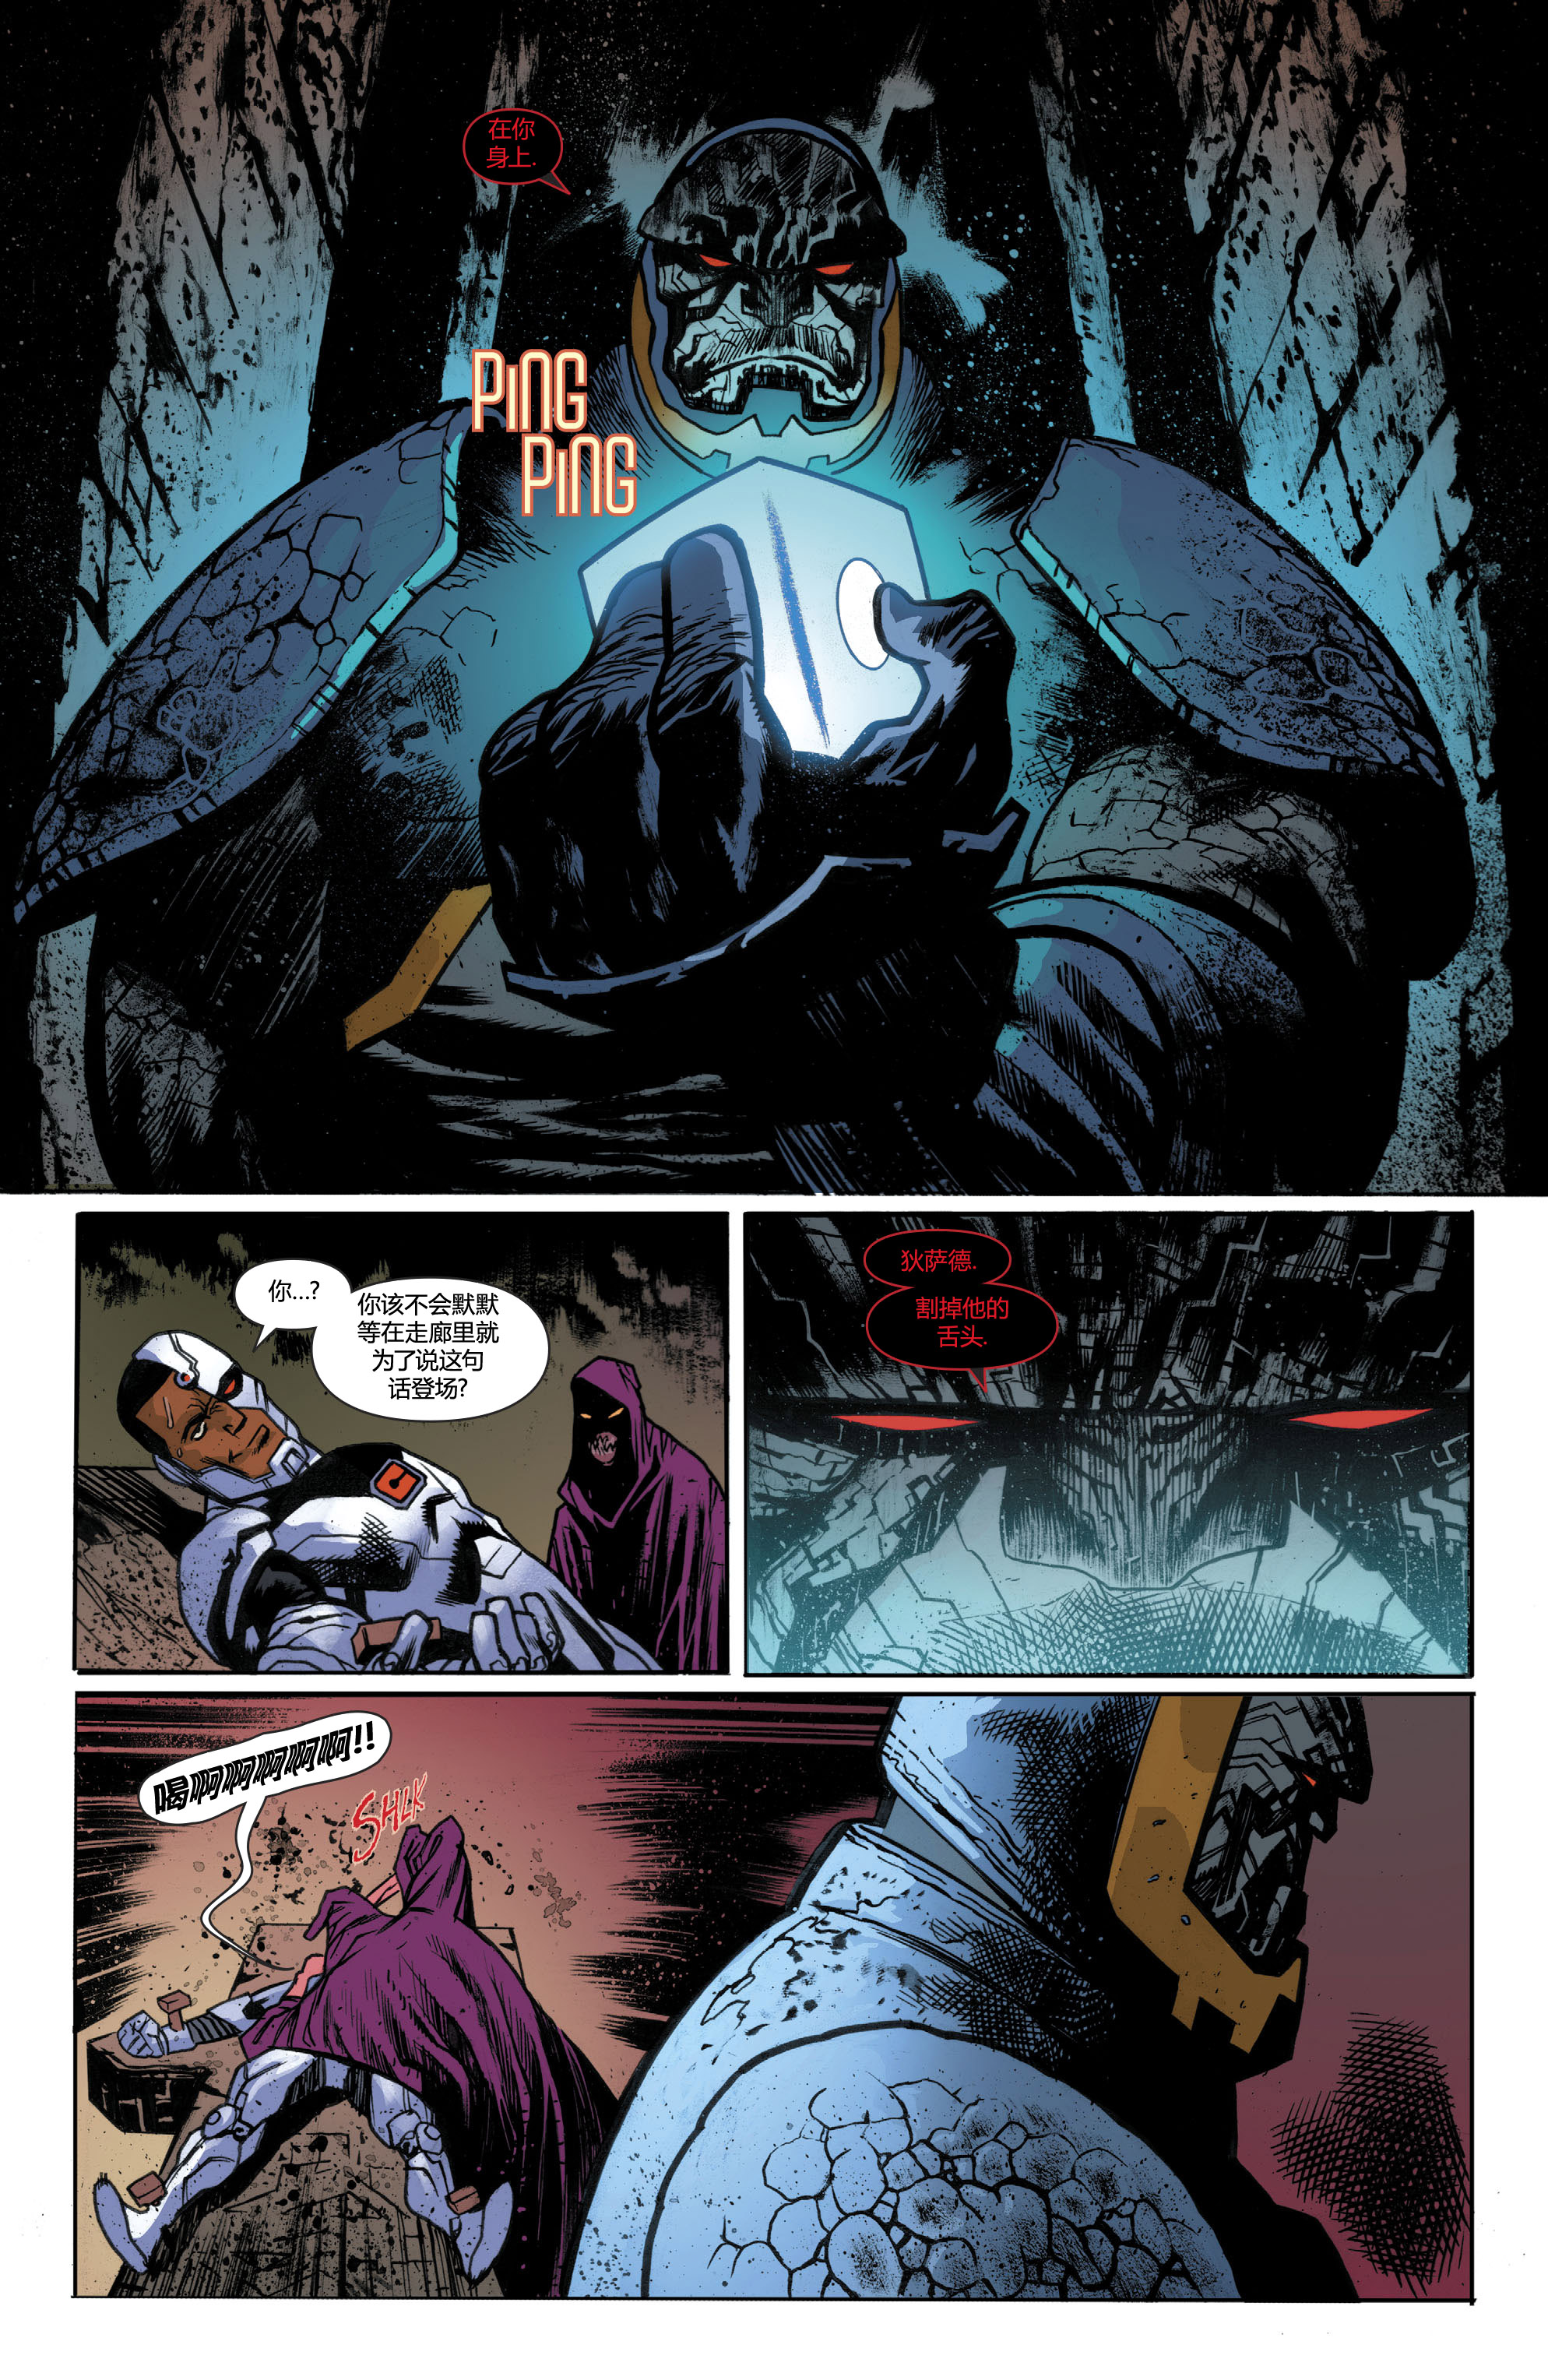 在你
身上.
PING
PING
你...?
你该不会默默
等在走廊里就
为了说这句
话登场?
狄萨德.
割掉他的
舌头.
喝啊啊啊啊啊!!
SHLK